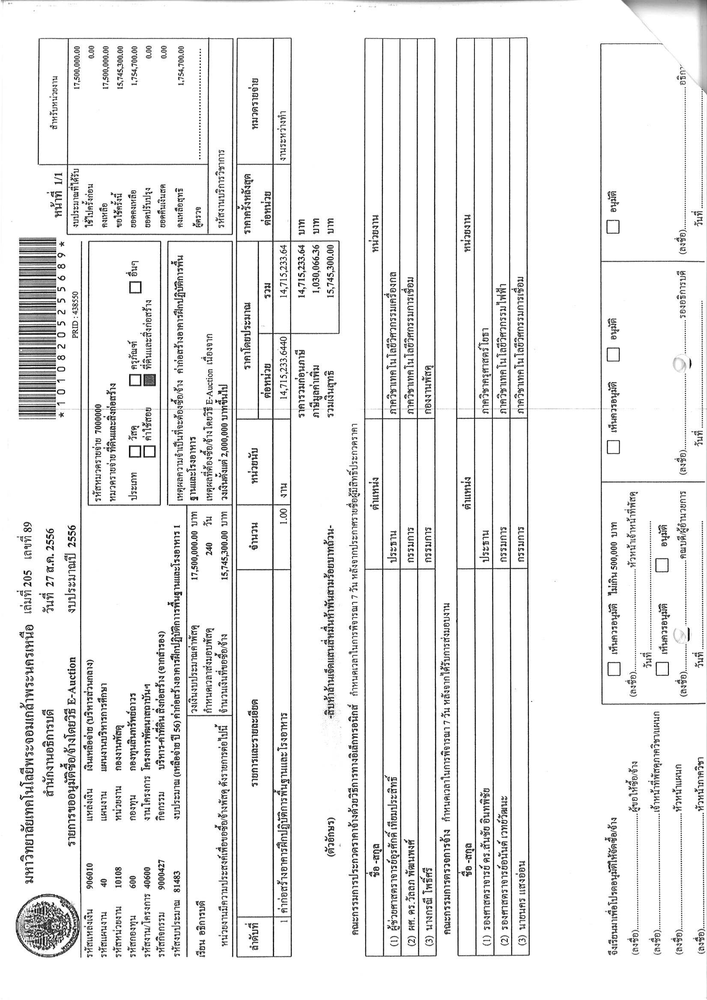 มหาวิทยาลัยเทคโนโลยีพระจอมเกล้าพระนครเหนือ เล่มที่ 205 เลขที่ 89
สำนักงานอธิการบดี วันที่ 27 ส.ค. 2556
รายการขออนุมัติซื้อ/จ้างโดยวิธี E-Auction งบประมาณปี 2556
*10108205255689*
PRID : 438550
หน้าที่ 1/1
รหัสแหล่งเงิน 906010 แหล่งเงิน เงินเหลือจ่าย (บริหารส่วนกลาง)
รหัสแผนงาน 40 แผนงาน แผนงานบริหารการศึกษา
รหัสหน่วยงาน 10108 หน่วยงาน กองงานพัสดุ
รหัสกองทุน 600 กองทุน กองทุนสินทรัพย์ถาวร
รหัสงาน/โครงการ 40600 งานโครงการ โครงการพัฒนาสถาบันฯ
รหัสกิจกรรม 9000427 กิจกรรม บริหาร-ค่าที่ดิน สิ่งก่อสร้าง (จากสำรอง)
รหัสงบประมาณ 81483 งบประมาณ (เหลือจ่าย ปี 56) ค่าก่อสร้างอาคารฝึกปฏิบัติการพื้นฐานและโรงอาหาร 1
รหัสหมวดรายจ่าย 7000000
หมวดรายจ่าย ที่ดินและสิ่งก่อสร้าง
ประเภท วัสดุ ครุภัณฑ์ อื่นๆ
ค่าใช้สอย ที่ดินและสิ่งก่อสร้าง
สำหรับหน่วยงาน
งบประมาณที่ได้รับ 17,500,000.00
ใช้ไปครั้งก่อน 0.00
คงเหลือ 17,500,000.00
ขอใช้ครั้งนี้ 15,745,300.00
ยอดคงเหลือ 1,754,700.00
ยอดปรับปรุง 0.00
ยอดคืนเงินสด 0.00
คงเหลือสุทธิ 1,754,700.00
ผู้ตรวจ ........................................
รหัสงานบริการวิชาการ
เรียน อธิการบดี
หน่วยงานมีความประสงค์เพื่อขอซื้อ/จ้างพัสดุ ดังรายการต่อไปนี้
วงเงินงบประมาณค่าพัสดุ 17,500,000.00 บาท
กำหนดเวลาส่งมอบพัสดุ 240 วัน
จำนวนเงินที่ขอซื้อ/จ้าง 15,745,300.00 บาท
เหตุผลความจำเป็นที่จะต้องซื้อ/จ้าง ค่าก่อสร้างอาคารฝึกปฏิบัติการพื้น
ฐานและโรงอาหาร
เหตุผลที่ต้องซื้อ/จ้างโดยวิธี E-Auction เนื่องจาก
วงเงินตั้งแต่ 2,000,000 บาทขึ้นไป
ลำดับที่ รายการและรายละเอียด จำนวน หน่วยนับ ราคาโดยประมาณ ราคาครั้งหลังสุด หมวดรายจ่าย
ต่อหน่วย รวม ต่อหน่วย
1 ค่าก่อสร้างอาคารฝึกปฏิบัติการพื้นฐานและโรงอาหาร 1.00 งาน 14,715,233.6440 14,715,233.64 งานระหว่างทำ
ราคารวมก่อนภาษี 14,715,233.64 บาท
ภาษีมูลค่าเพิ่ม 1,030,066.36 บาท
(ตัวอักษร) -สิบห้าล้านเจ็ดแสนสี่หมื่นห้าพันสามร้อยบาทถ้วน- รวมเงินสุทธิ 15,745,300.00 บาท
คณะกรรมการประกวดราคาจ้างด้วยวิธีการทางอิเล็กทรอนิกส์ กำหนดเวลาในการพิจารณา 7 วัน หลังจากประกาศรายชื่อผู้มีสิทธิ์ประกวดราคา
ชื่อ -สกุล ตำแหน่ง หน่วยงาน
(1) ผู้ช่วยศาสตราจารย์อุรศักดิ์ เทียมประสิทธิ์ ประธาน ภาควิชาเทคโนโลยีวิศวกรรมเครื่องกล
(2) ผศ. ดร.วัลลภ พัฒนพงศ์ กรรมการ ภาควิชาเทคโนโลยีวิศกรรมการเชื่อม
(3) นางกรณี โพธิ์ศรี กรรมการ กองงานพัสดุ
คณะกรรมการตรวจการจ้าง กำหนดเวลาในการพิจารณา 7 วัน หลังจากได้รับการส่งมอบงาน
ชื่อ -สกุล ตำแหน่ง หน่วยงาน
(1) รองศาสตราจารย์ ดร.สันชัย อินทพิชัย ประธาน ภาควิชาครุศาสตร์โยธา
(2) รองศาสตราจารย์อนันต์ เวทย์วัฒนะ กรรมการ ภาควิชาเทคโนโลยีวิศวกรรมไฟฟ้า
(3) นายนคร แสงอ่อน กรรมการ ภาควิชาเทคโนโลยีวิศกรรมการเชื่อม
จึงเรียนมาเพื่อโปรดอนุมัติให้จัดซื้อ/จ้าง
(ลงชื่อ)........................................ผู้ขอให้ซื้อ/จ้าง
(ลงชื่อ)........................................เจ้าหน้าที่พัสดุภาควิชา/แผนก
(ลงชื่อ)........................................หัวหน้าแผนก
(ลงชื่อ)........................................หัวหน้าภาควิชา
เห็นควรอนุมัติ ไม่เกิน 500,000 บาท
(ลงชื่อ)........................................หัวหน้าเจ้าหน้าที่พัสดุ
วันที่ ........................................
เห็นควรอนุมัติ อนุมัติ
(ลงชื่อ)........................................คณบดี/ผู้อำนวยการ
วันที่ ........................................
เห็นควรอนุมัติ อนุมัติ
(ลงชื่อ)........................................รองอธิการบดี
วันที่ ........................................
อนุมัติ
(ลงชื่อ)........................................
วันที่ ........................................